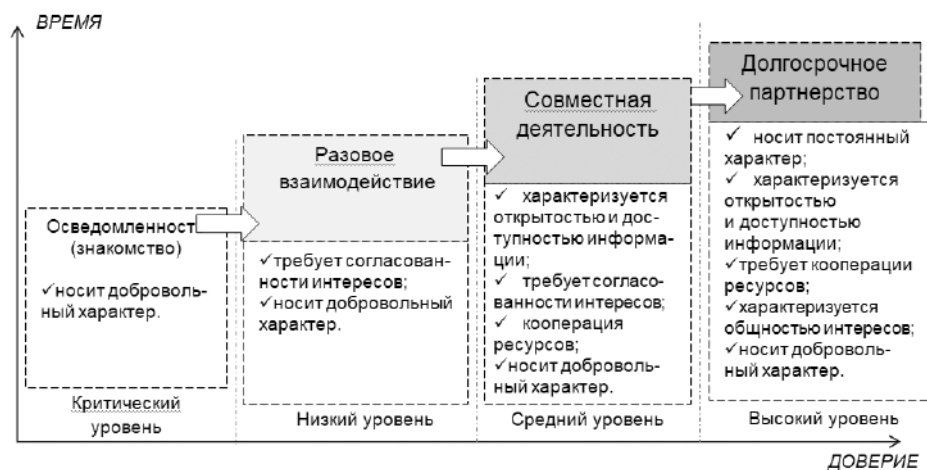 ВРЕМЯ
Осведомленност
(знакомство)
✓носит доброволь-
ный характер.
Критический
уровень
Разовое
взаимодействие
✓требует согласован-
ности интересов;
✓носит добровольный
характер.
Низкий уровень
Совместная
деятельность
✓ характеризуется
открытостью и дос-
тупностью информа-
ции;
✓ требует согласо-
ванности интересов;
✓ кооперация
ресурсов;
✓носит доброволь-
ный характер.
Средний уровень
Долгосрочное
партнерство
✓ носит постоянный
характер;
✓ характеризуется
открытостью
и доступностью
информации;
✓требует кооперации
ресурсов;
✓характеризуется
общностью интересов;
✓носит доброволь-
ный характер.
Высокий уровень
ДОВЕРИЕ